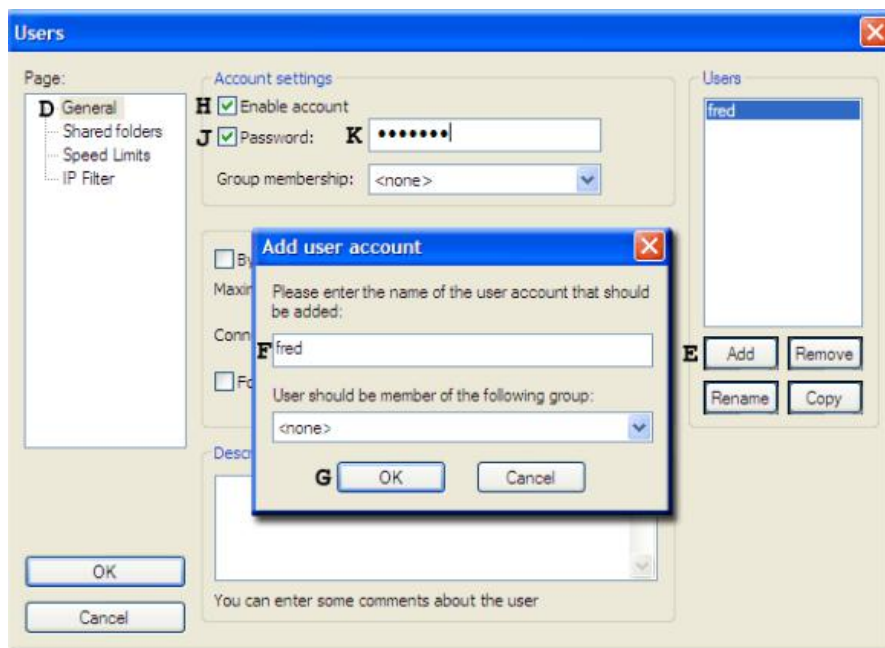 Users
Page:
D General
Shared folders
Speed Limits
IP Filter
OK
Cancel
Account settings
H Enable account
J Password: K •••••••
Group membership: <none>
By
Maxim
Conn
Fo
Descr
You can enter some comments about the user
Add user account
Please enter the name of the user account that should
be added:
F fred
User should be member of the following group:
<none>
G OK Cancel
Users
fred
E Add Remove
Rename Copy